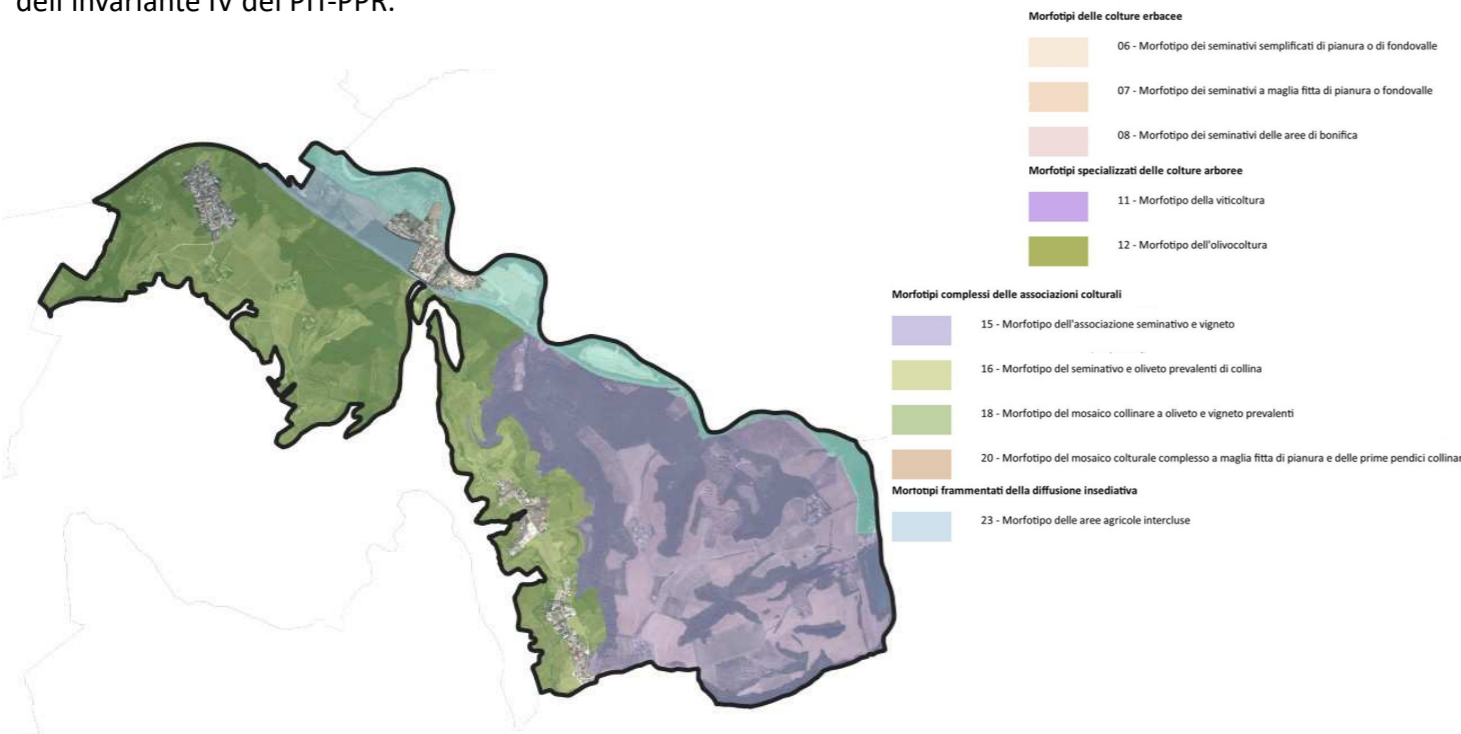 dell'Invariante IV del PIT-PPR.
Morfotipi delle colture erbacee
06 - Morfotipo dei seminativi semplificati di pianura o di fondovalle
07 - Morfotipo dei seminativi a maglia fitta di pianura o fondovalle
08 - Morfotipo dei seminativi delle aree di bonifica
Morfotipi specializzati delle colture arboree
11 - Morfotipo della viticoltura
12 - Morfotipo dell'olivocoltura
Morfotipi complessi delle associazioni colturali
15 - Morfotipo dell'associazione seminativo e vigneto
16 - Morfotipo del seminativo e oliveto prevalenti di collina
18 - Morfotipo del mosaico collinare a oliveto e vigneto prevalenti
20 - Morfotipo del mosaico colturale complesso a maglia fitta di pianura e delle prime pendici collinar
Morfotipi frammentati della diffusione insediativa
23 - Morfotipo delle aree agricole intercluse